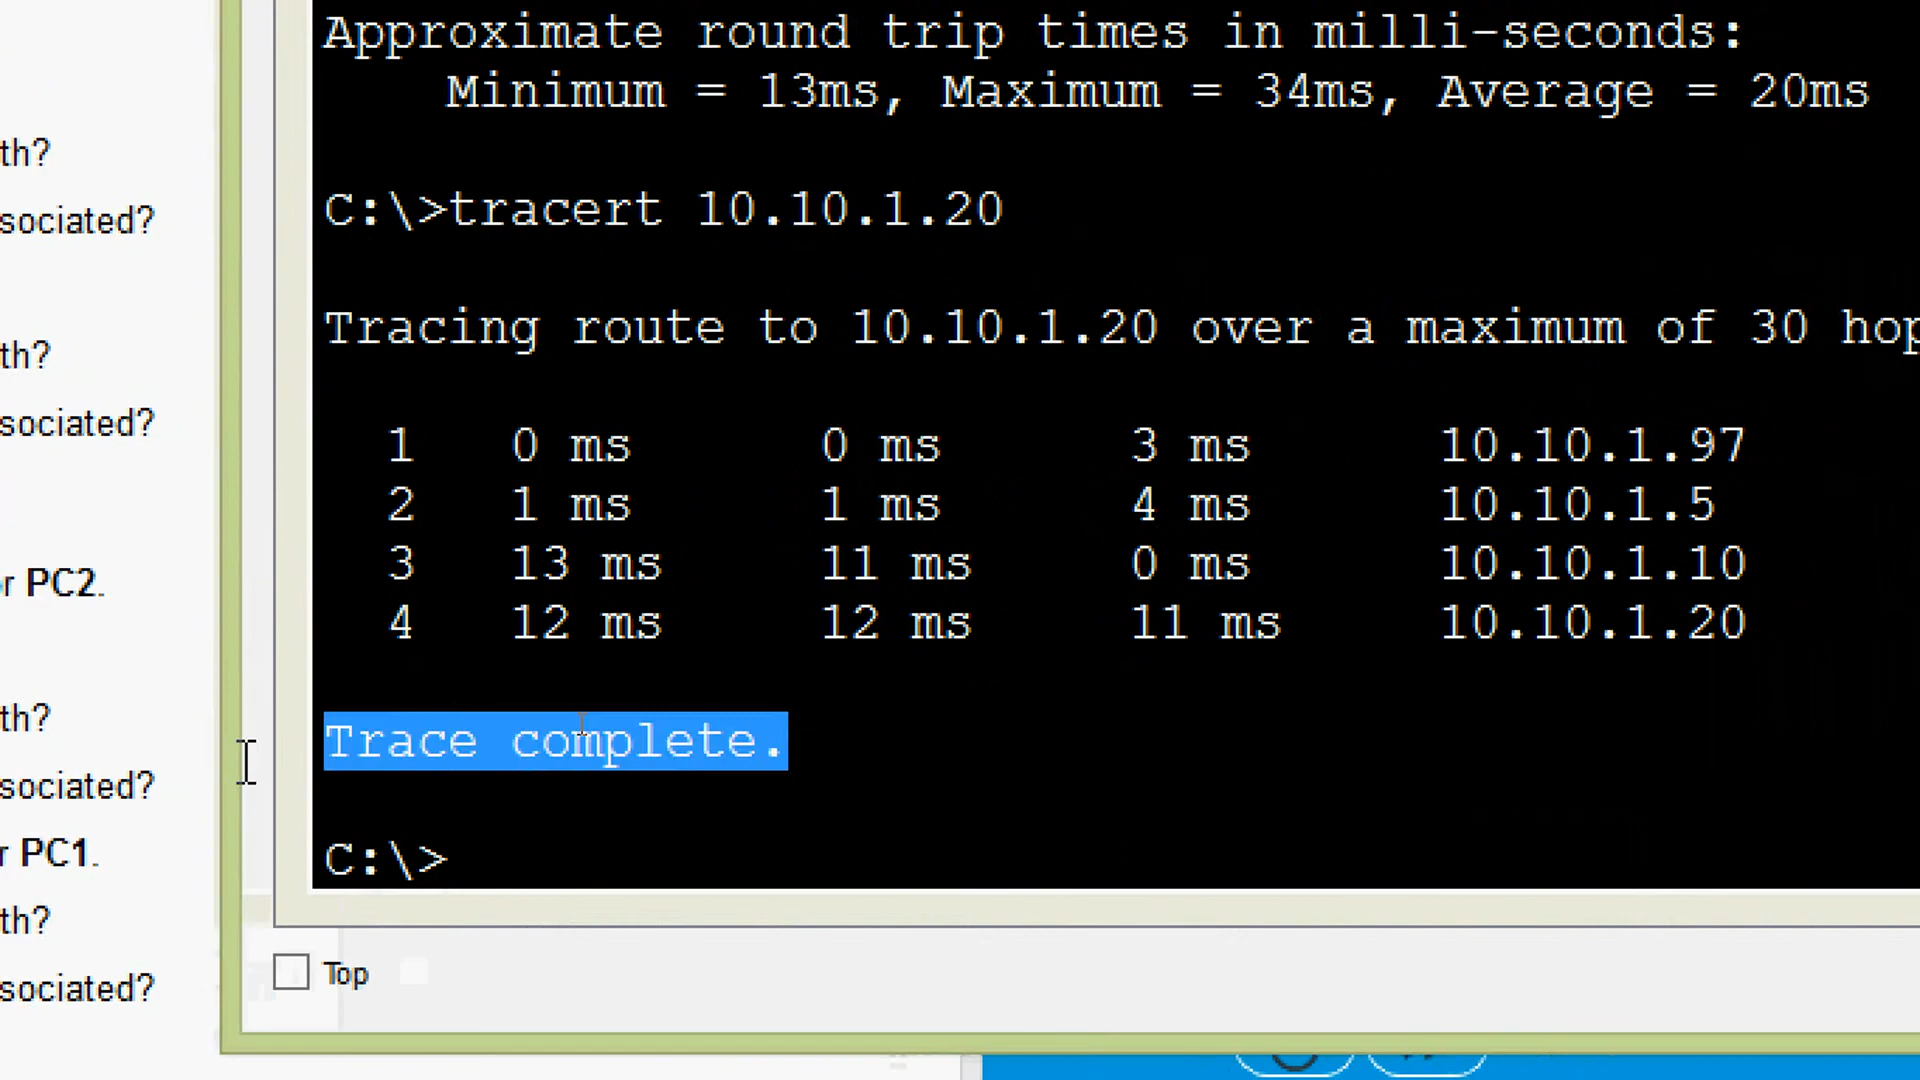 Approximate round trip times in milli-seconds:
Minimum = 13ms, Maximum = 34ms, Average = 20ms
C:\>tracert 10.10.1.20
Tracing route to 10.10.1.20 over a maximum of 30 hop
1 0 ms 0 ms 3 ms 10.10.1.97
2 1 ms 1 ms 4 ms 10.10.1.5
3 13 ms 11 ms 0 ms 10.10.1.10
4 12 ms 12 ms 11 ms 10.10.1.20
Trace complete.
C:\>
Top
th?
sociated?
th?
sociated?
r PC2.
th?
sociated?
r PC1.
th?
sociated?